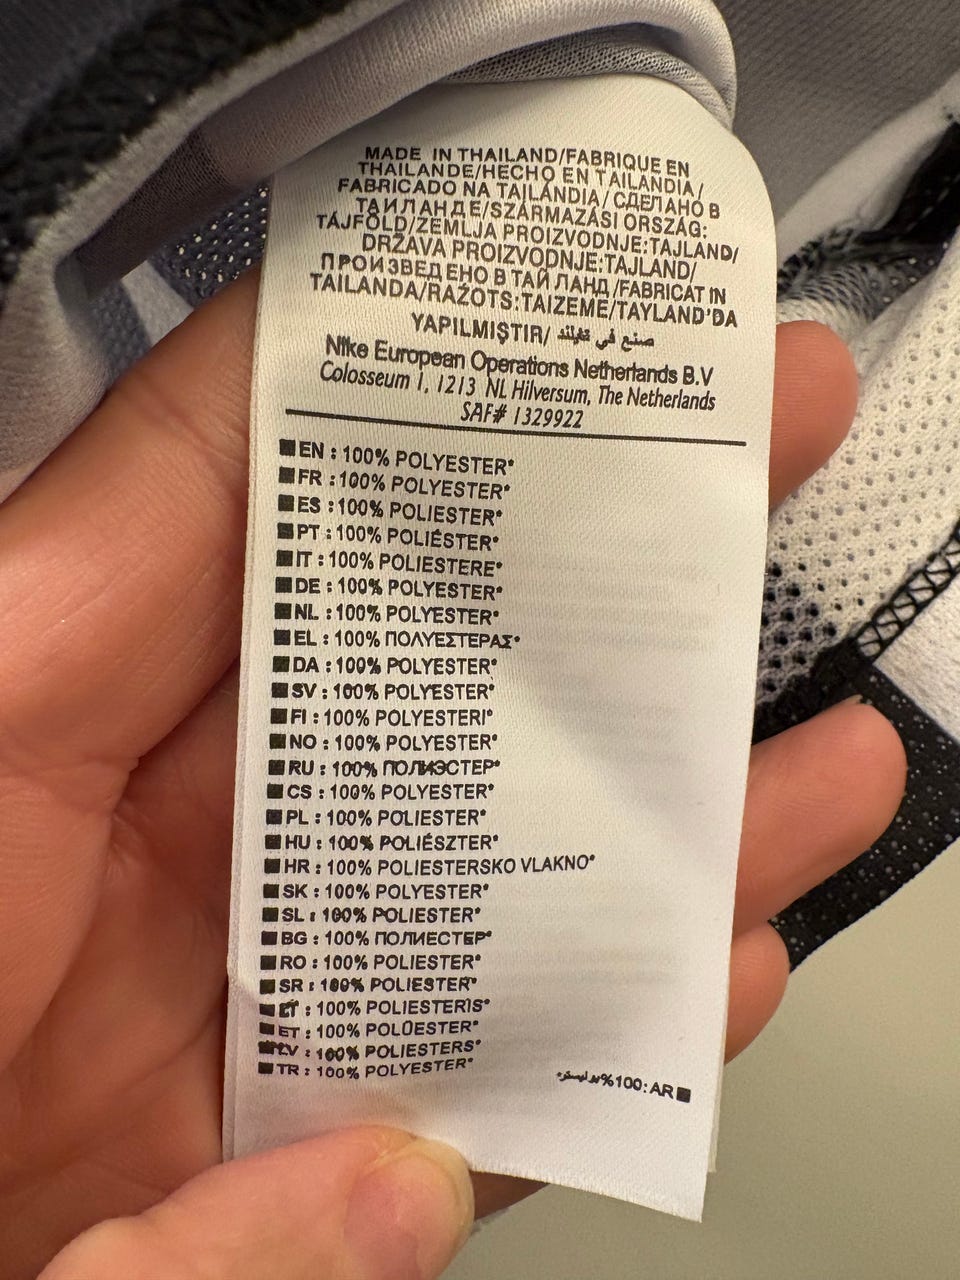 MADE IN THAILAND/FABRIQUE EN
THAILANDE/HECHO EN TAILANDIA/
FABRICADO NA TAILÂNDIA/СДЕЛАНО В
ТАИЛАНДЕ/SZÁRMAZÁSI ORSZÁG:
TÁJFÖLD/ZEMLJA PROIZVODNJE:TAJLAND/
DRŽAVA PROIZVODNJE:TAJLAND/
ПРОИЗВЕДЕНО В ТАЙЛАНД/FABRICAT IN
TAILANDA/RAŽOTS:TAIZEME/TAYLAND'DA
YAPILMIŞTIR/ صنع في تايلند
Nike European Operations Netherlands B.V
Colosseum 1, 1213 NL Hilversum, The Netherlands
SAF# 1329922
EN : 100% POLYESTER*
FR : 100% POLYESTER*
ES : 100% POLIESTER*
PT : 100% POLIÉSTER*
IT : 100% POLIESTERE*
DE : 100% POLYESTER*
NL : 100% POLYESTER*
EL : 100% ΠΟΛΥΕΣΤΕΡΑΣ*
DA : 100% POLYESTER*
SV : 100% POLYESTER*
FI : 100% POLYESTERI*
NO : 100% POLYESTER*
RU : 100% ПОЛИЭСТЕР*
CS : 100% POLYESTER*
PL : 100% POLIESTER*
HU : 100% POLIÉSZTER*
HR : 100% POLIESTERSKO VLAKNO*
SK : 100% POLYESTER*
SL : 100% POLIESTER*
BG : 100% ПОЛИЕСТЕР*
RO : 100% POLIESTER*
SR : 100% POLIESTER*
LT : 100% POLIESTERIS*
ET : 100% POLÜESTER*
LV : 100% POLIESTERS*
TR : 100% POLYESTER*
*بوليستر%100:AR